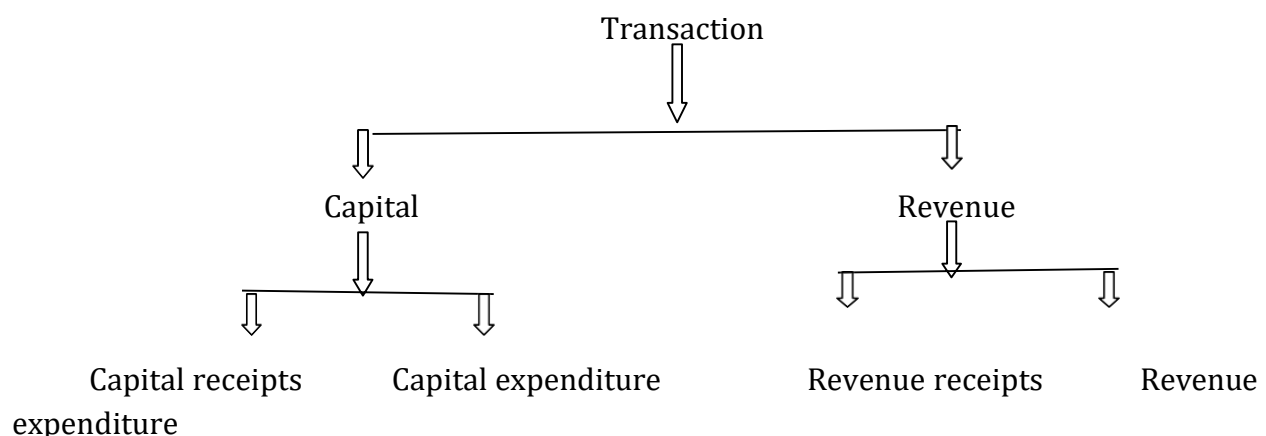 Transaction
Capital Revenue
Capital receipts Capital expenditure Revenue receipts Revenue
expenditure